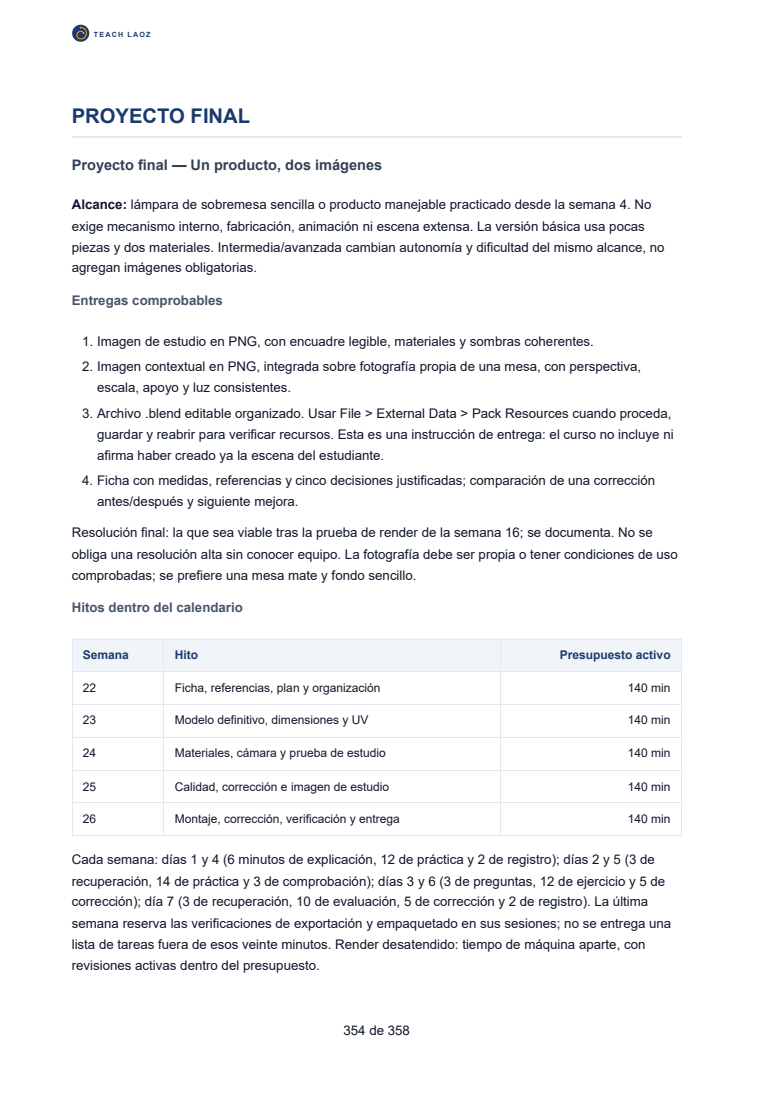 TEACH LAOZ
PROYECTO FINAL
Proyecto final — Un producto, dos imágenes
Alcance: lámpara de sobremesa sencilla o producto manejable practicado desde la semana 4. No
exige mecanismo interno, fabricación, animación ni escena extensa. La versión básica usa pocas
piezas y dos materiales. Intermedia/avanzada cambian autonomía y dificultad del mismo alcance, no
agregan imágenes obligatorias.
Entregas comprobables
1. Imagen de estudio en PNG, con encuadre legible, materiales y sombras coherentes.
2. Imagen contextual en PNG, integrada sobre fotografía propia de una mesa, con perspectiva,
escala, apoyo y luz consistentes.
3. Archivo .blend editable organizado. Usar File > External Data > Pack Resources cuando proceda,
guardar y reabrir para verificar recursos. Esta es una instrucción de entrega: el curso no incluye ni
afirma haber creado ya la escena del estudiante.
4. Ficha con medidas, referencias y cinco decisiones justificadas; comparación de una corrección
antes/después y siguiente mejora.
Resolución final: la que sea viable tras la prueba de render de la semana 16; se documenta. No se
obliga una resolución alta sin conocer equipo. La fotografía debe ser propia o tener condiciones de uso
comprobadas; se prefiere una mesa mate y fondo sencillo.
Hitos dentro del calendario
Semana Hito Presupuesto activo
22 Ficha, referencias, plan y organización 140 min
23 Modelo definitivo, dimensiones y UV 140 min
24 Materiales, cámara y prueba de estudio 140 min
25 Calidad, corrección e imagen de estudio 140 min
26 Montaje, corrección, verificación y entrega 140 min
Cada semana: días 1 y 4 (6 minutos de explicación, 12 de práctica y 2 de registro); días 2 y 5 (3 de
recuperación, 14 de práctica y 3 de comprobación); días 3 y 6 (3 de preguntas, 12 de ejercicio y 5 de
corrección); día 7 (3 de recuperación, 10 de evaluación, 5 de corrección y 2 de registro). La última
semana reserva las verificaciones de exportación y empaquetado en sus sesiones; no se entrega una
lista de tareas fuera de esos veinte minutos. Render desatendido: tiempo de máquina aparte, con
revisiones activas dentro del presupuesto.
354 de 358